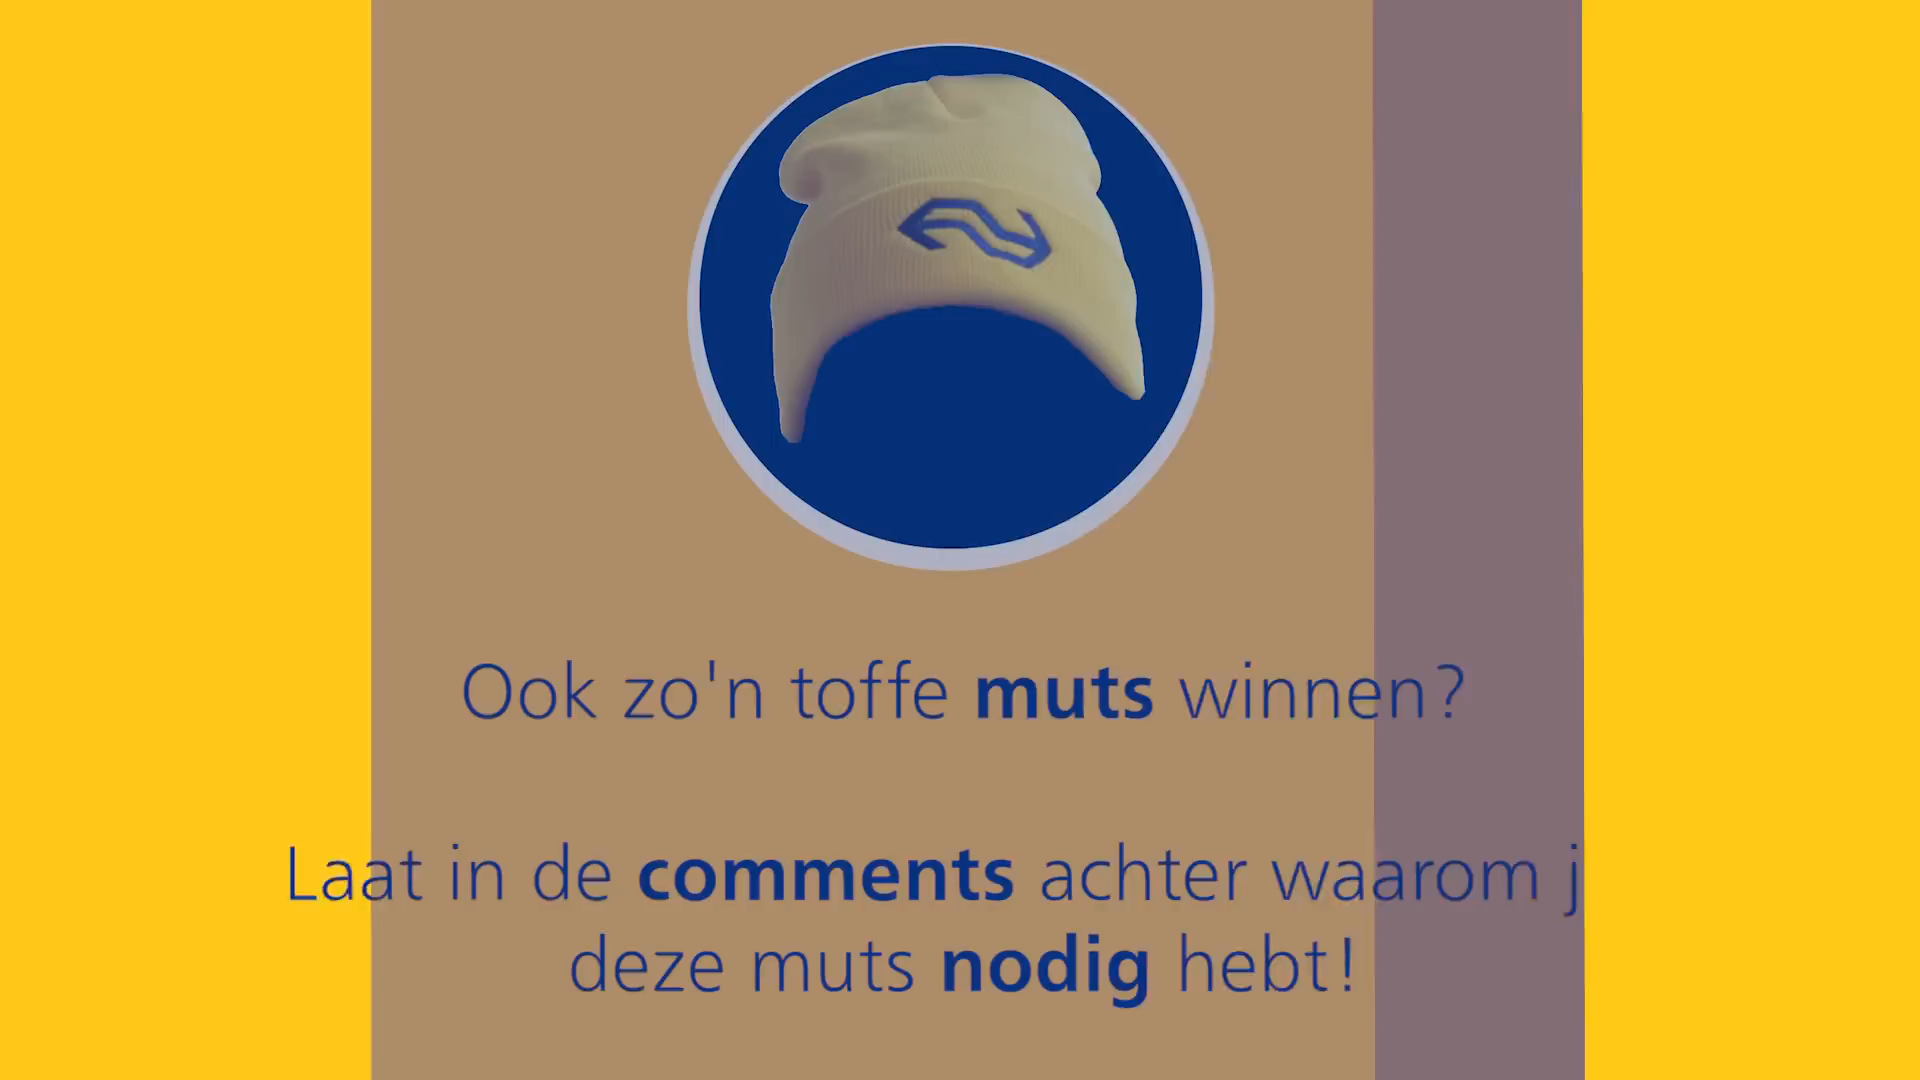 Ook zo'n toffe muts winnen?
Laat in de comments achter waarom j
deze muts nodig hebt!